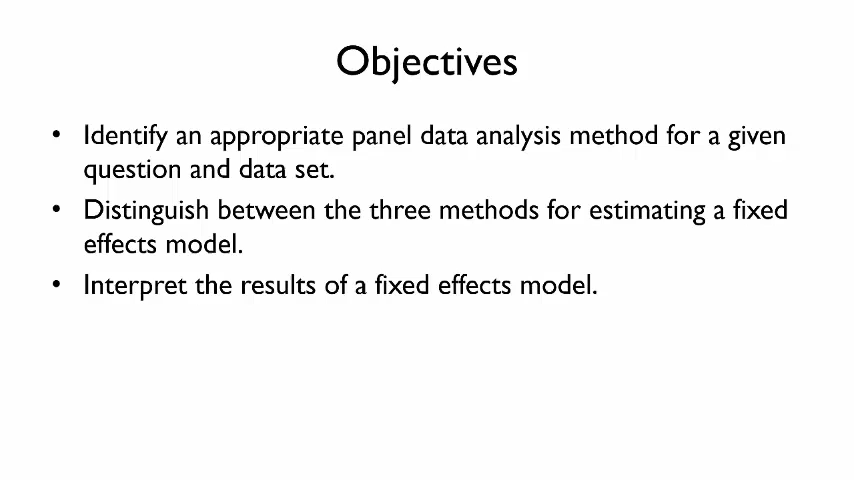 Objectives
• Identify an appropriate panel data analysis method for a given
question and data set.
• Distinguish between the three methods for estimating a fixed
effects model.
• Interpret the results of a fixed effects model.